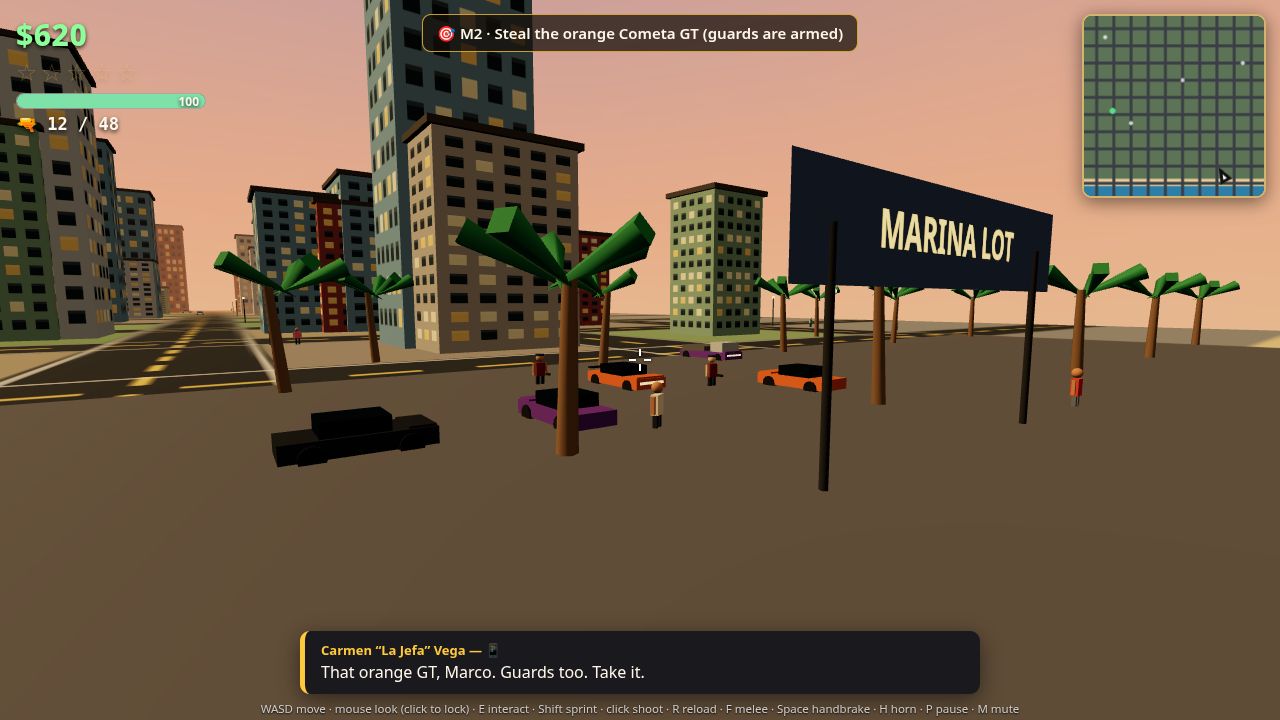 $620
🎯 M2 · Steal the orange Cometa GT (guards are armed)
☆ ☆ ☆ ☆ ☆
100
🔫 12 / 48
MARINA LOT
Carmen “La Jefa” Vega — 📱
That orange GT, Marco. Guards too. Take it.
WASD move · mouse look (click to lock) · E interact · Shift sprint · click shoot · R reload · F melee · Space handbrake · H horn · P pause · M mute